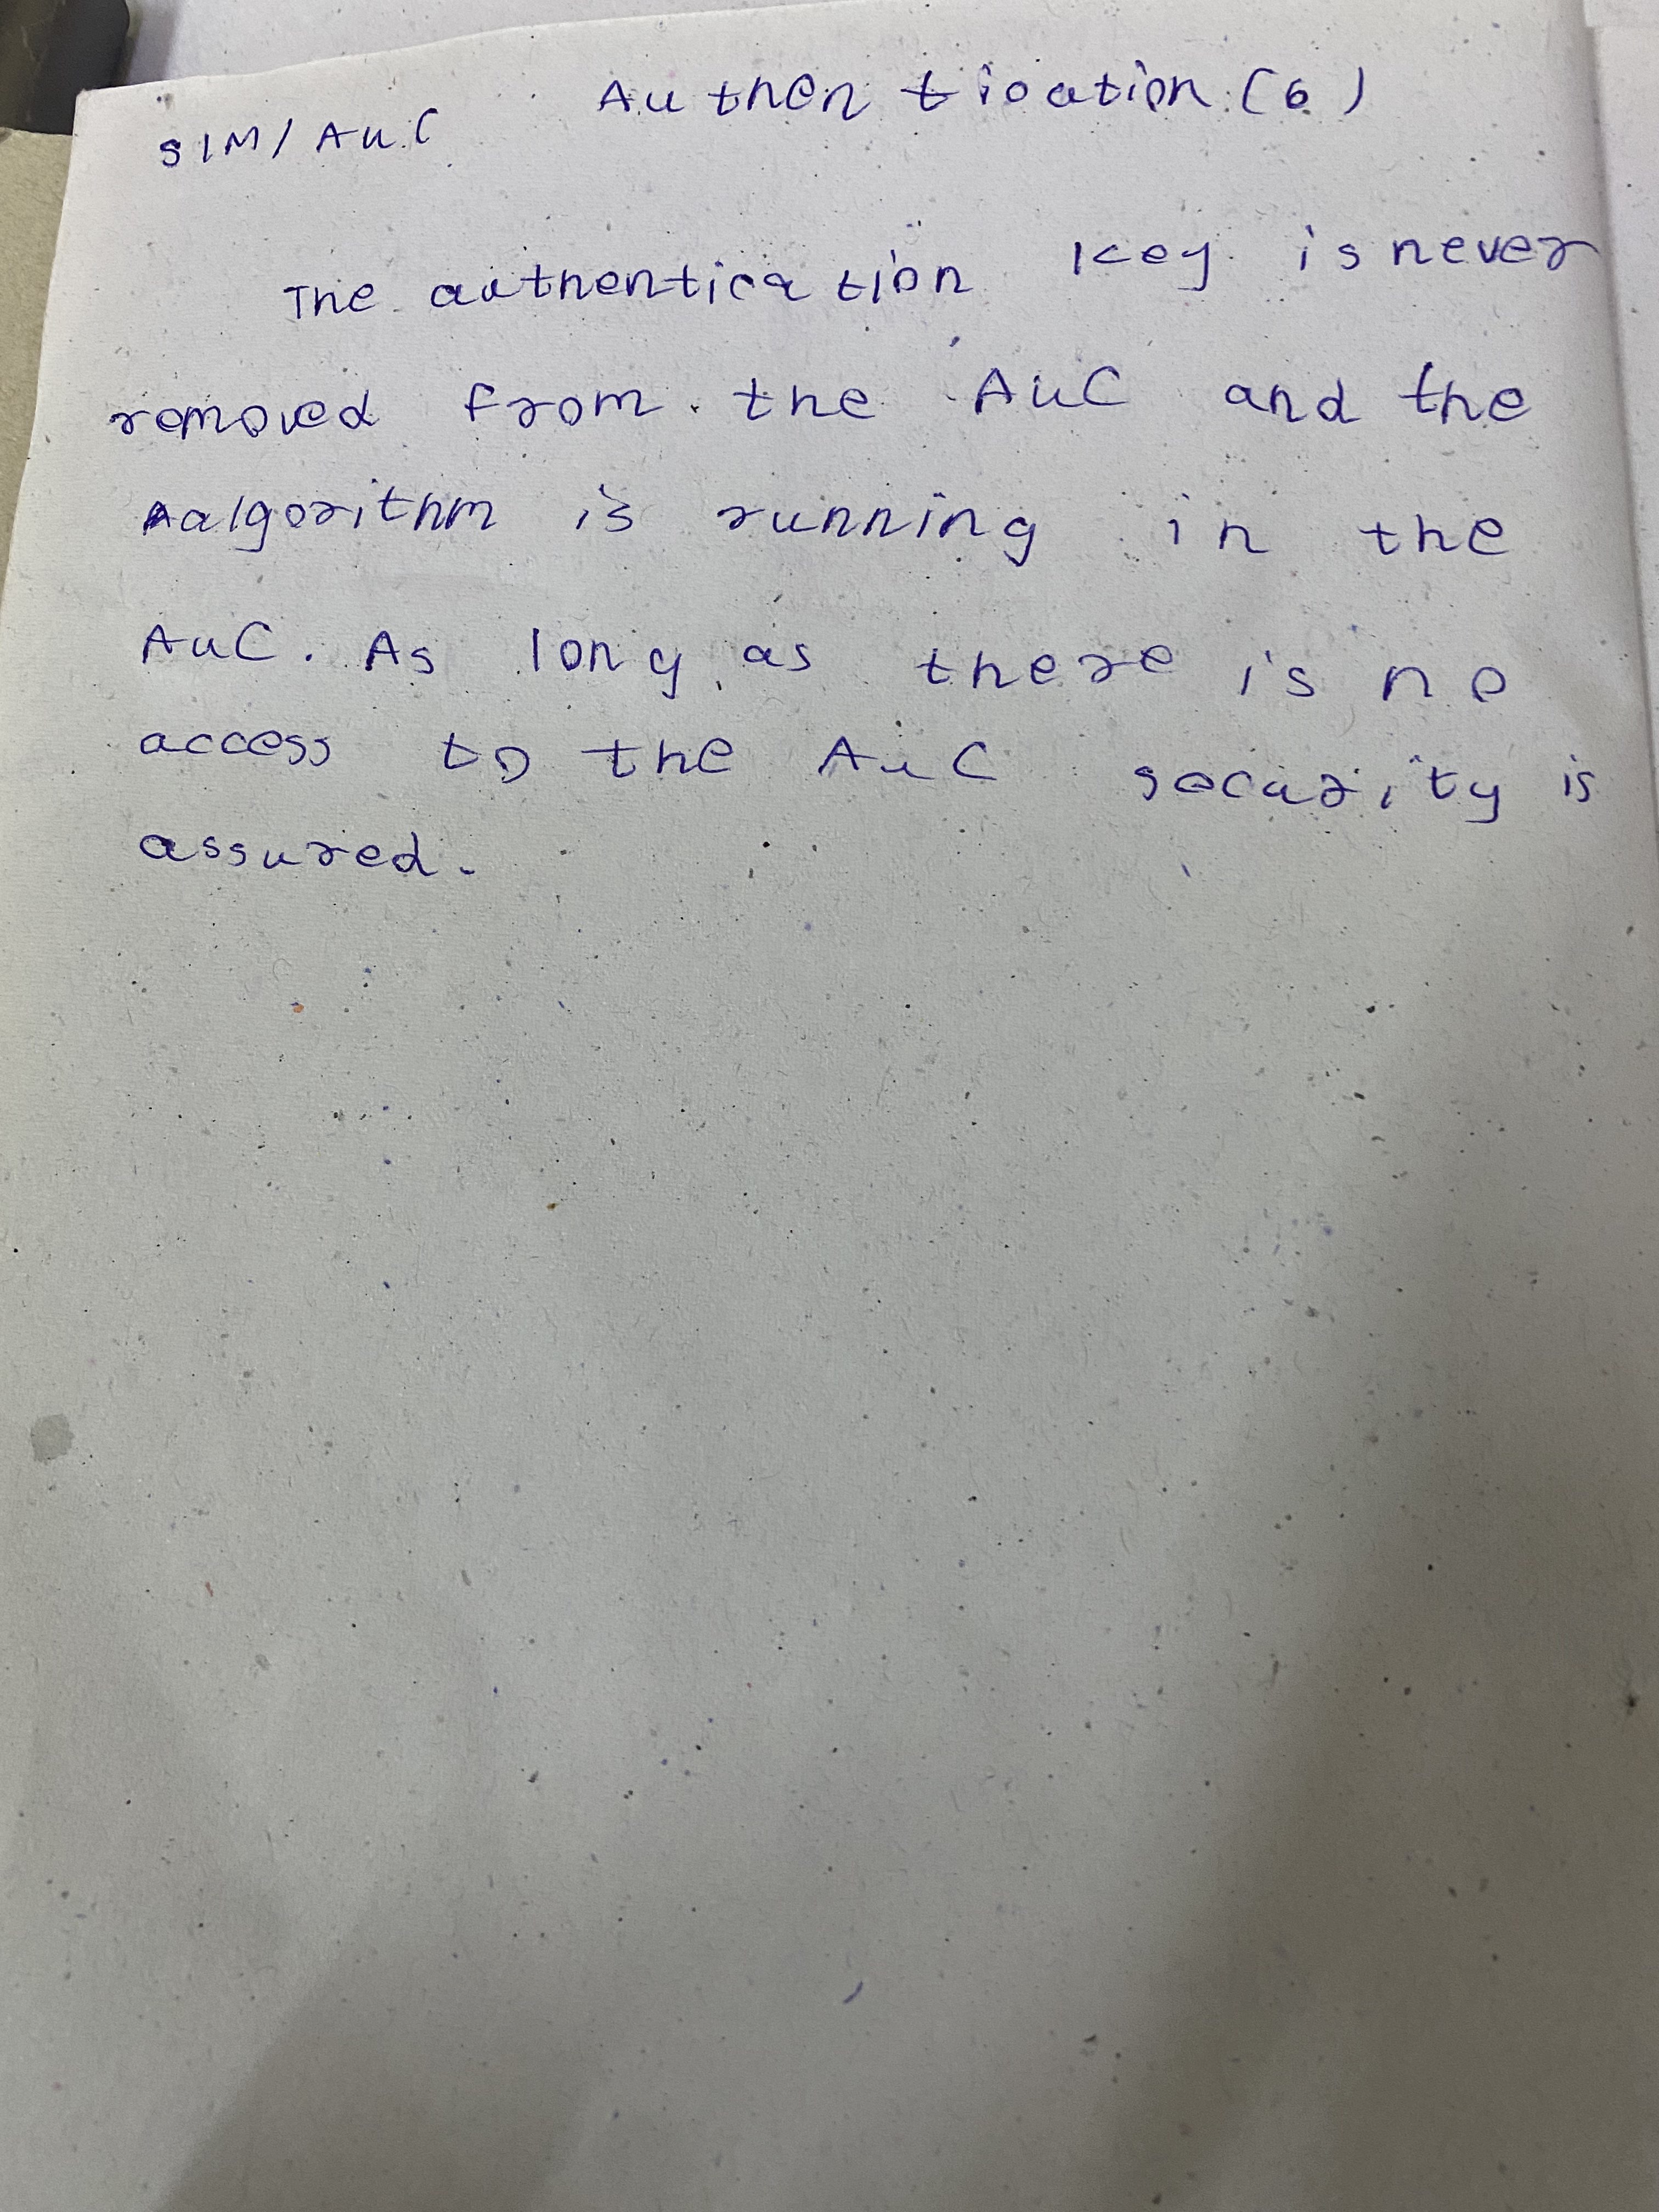 Authentication (6)
SIM/AuC
The authentication key is never
removed from the AuC and the
algorithm is running in the
AuC. As long as there is no
access to the AuC security is
assured.